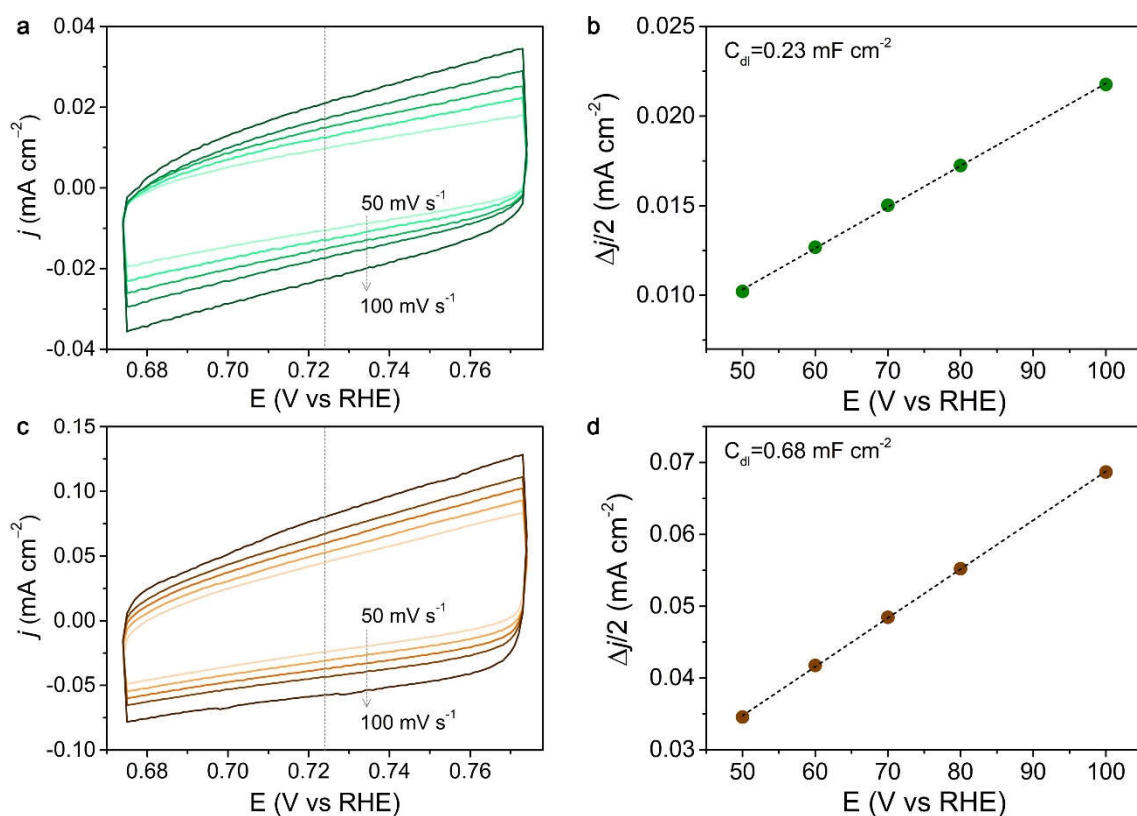 a
0.04
0.02
0.00
-0.02
-0.04
j (mA cm⁻²)
50 mV s⁻¹
100 mV s⁻¹
0.68
0.70
0.72
0.74
0.76
E (V vs RHE)
b
0.025
0.020
0.015
0.010
Δj/2 (mA cm⁻²)
C_dl=0.23 mF cm⁻²
50
60
70
80
90
100
E (V vs RHE)
c
0.15
0.10
0.05
0.00
-0.05
-0.10
j (mA cm⁻²)
50 mV s⁻¹
100 mV s⁻¹
0.68
0.70
0.72
0.74
0.76
E (V vs RHE)
d
0.07
0.06
0.05
0.04
0.03
Δj/2 (mA cm⁻²)
C_dl=0.68 mF cm⁻²
50
60
70
80
90
100
E (V vs RHE)